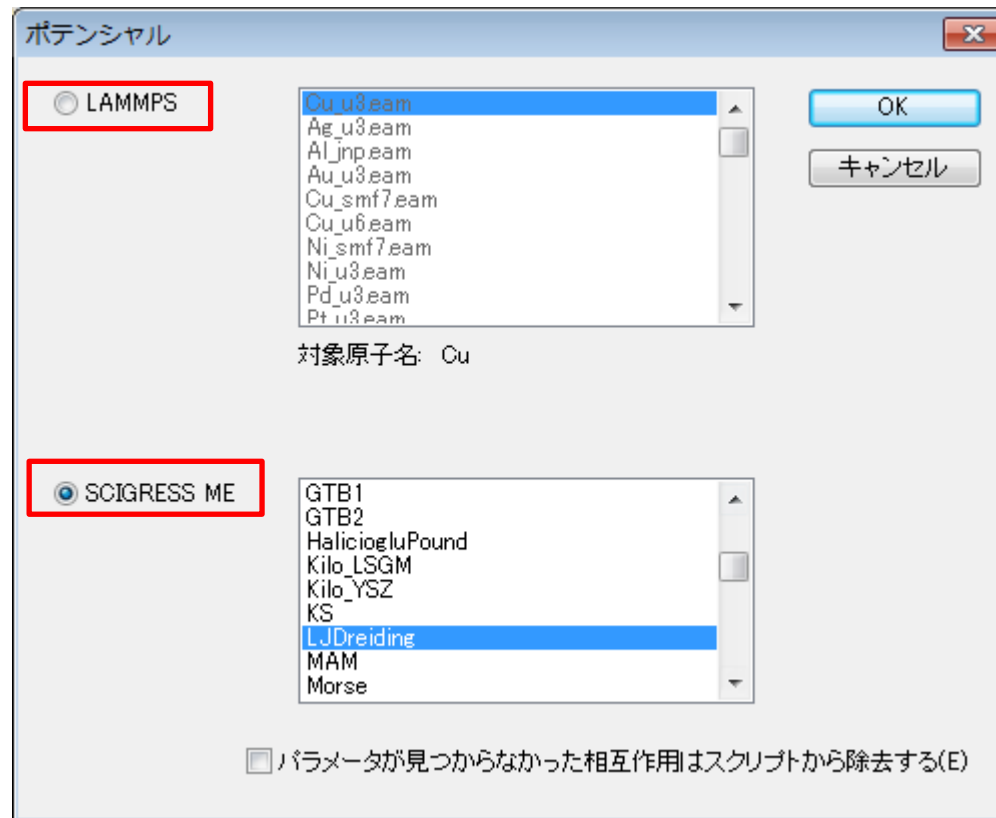 ポテンシャル
LAMMPS
Cu_u3.eam
Ag_u3.eam
Al_jnp.eam
Au_u3.eam
Cu_smf7.eam
Cu_u6.eam
Ni_smf7.eam
Ni_u3.eam
Pd_u3.eam
Pt_u3.eam
OK
キャンセル
対象原子名: Cu
SCIGRESS ME
GTB1
GTB2
HaliciogluPound
Kilo_LSGM
Kilo_YSZ
KS
LJDreiding
MAM
Morse
パラメータが見つからなかった相互作用はスクリプトから除去する(E)